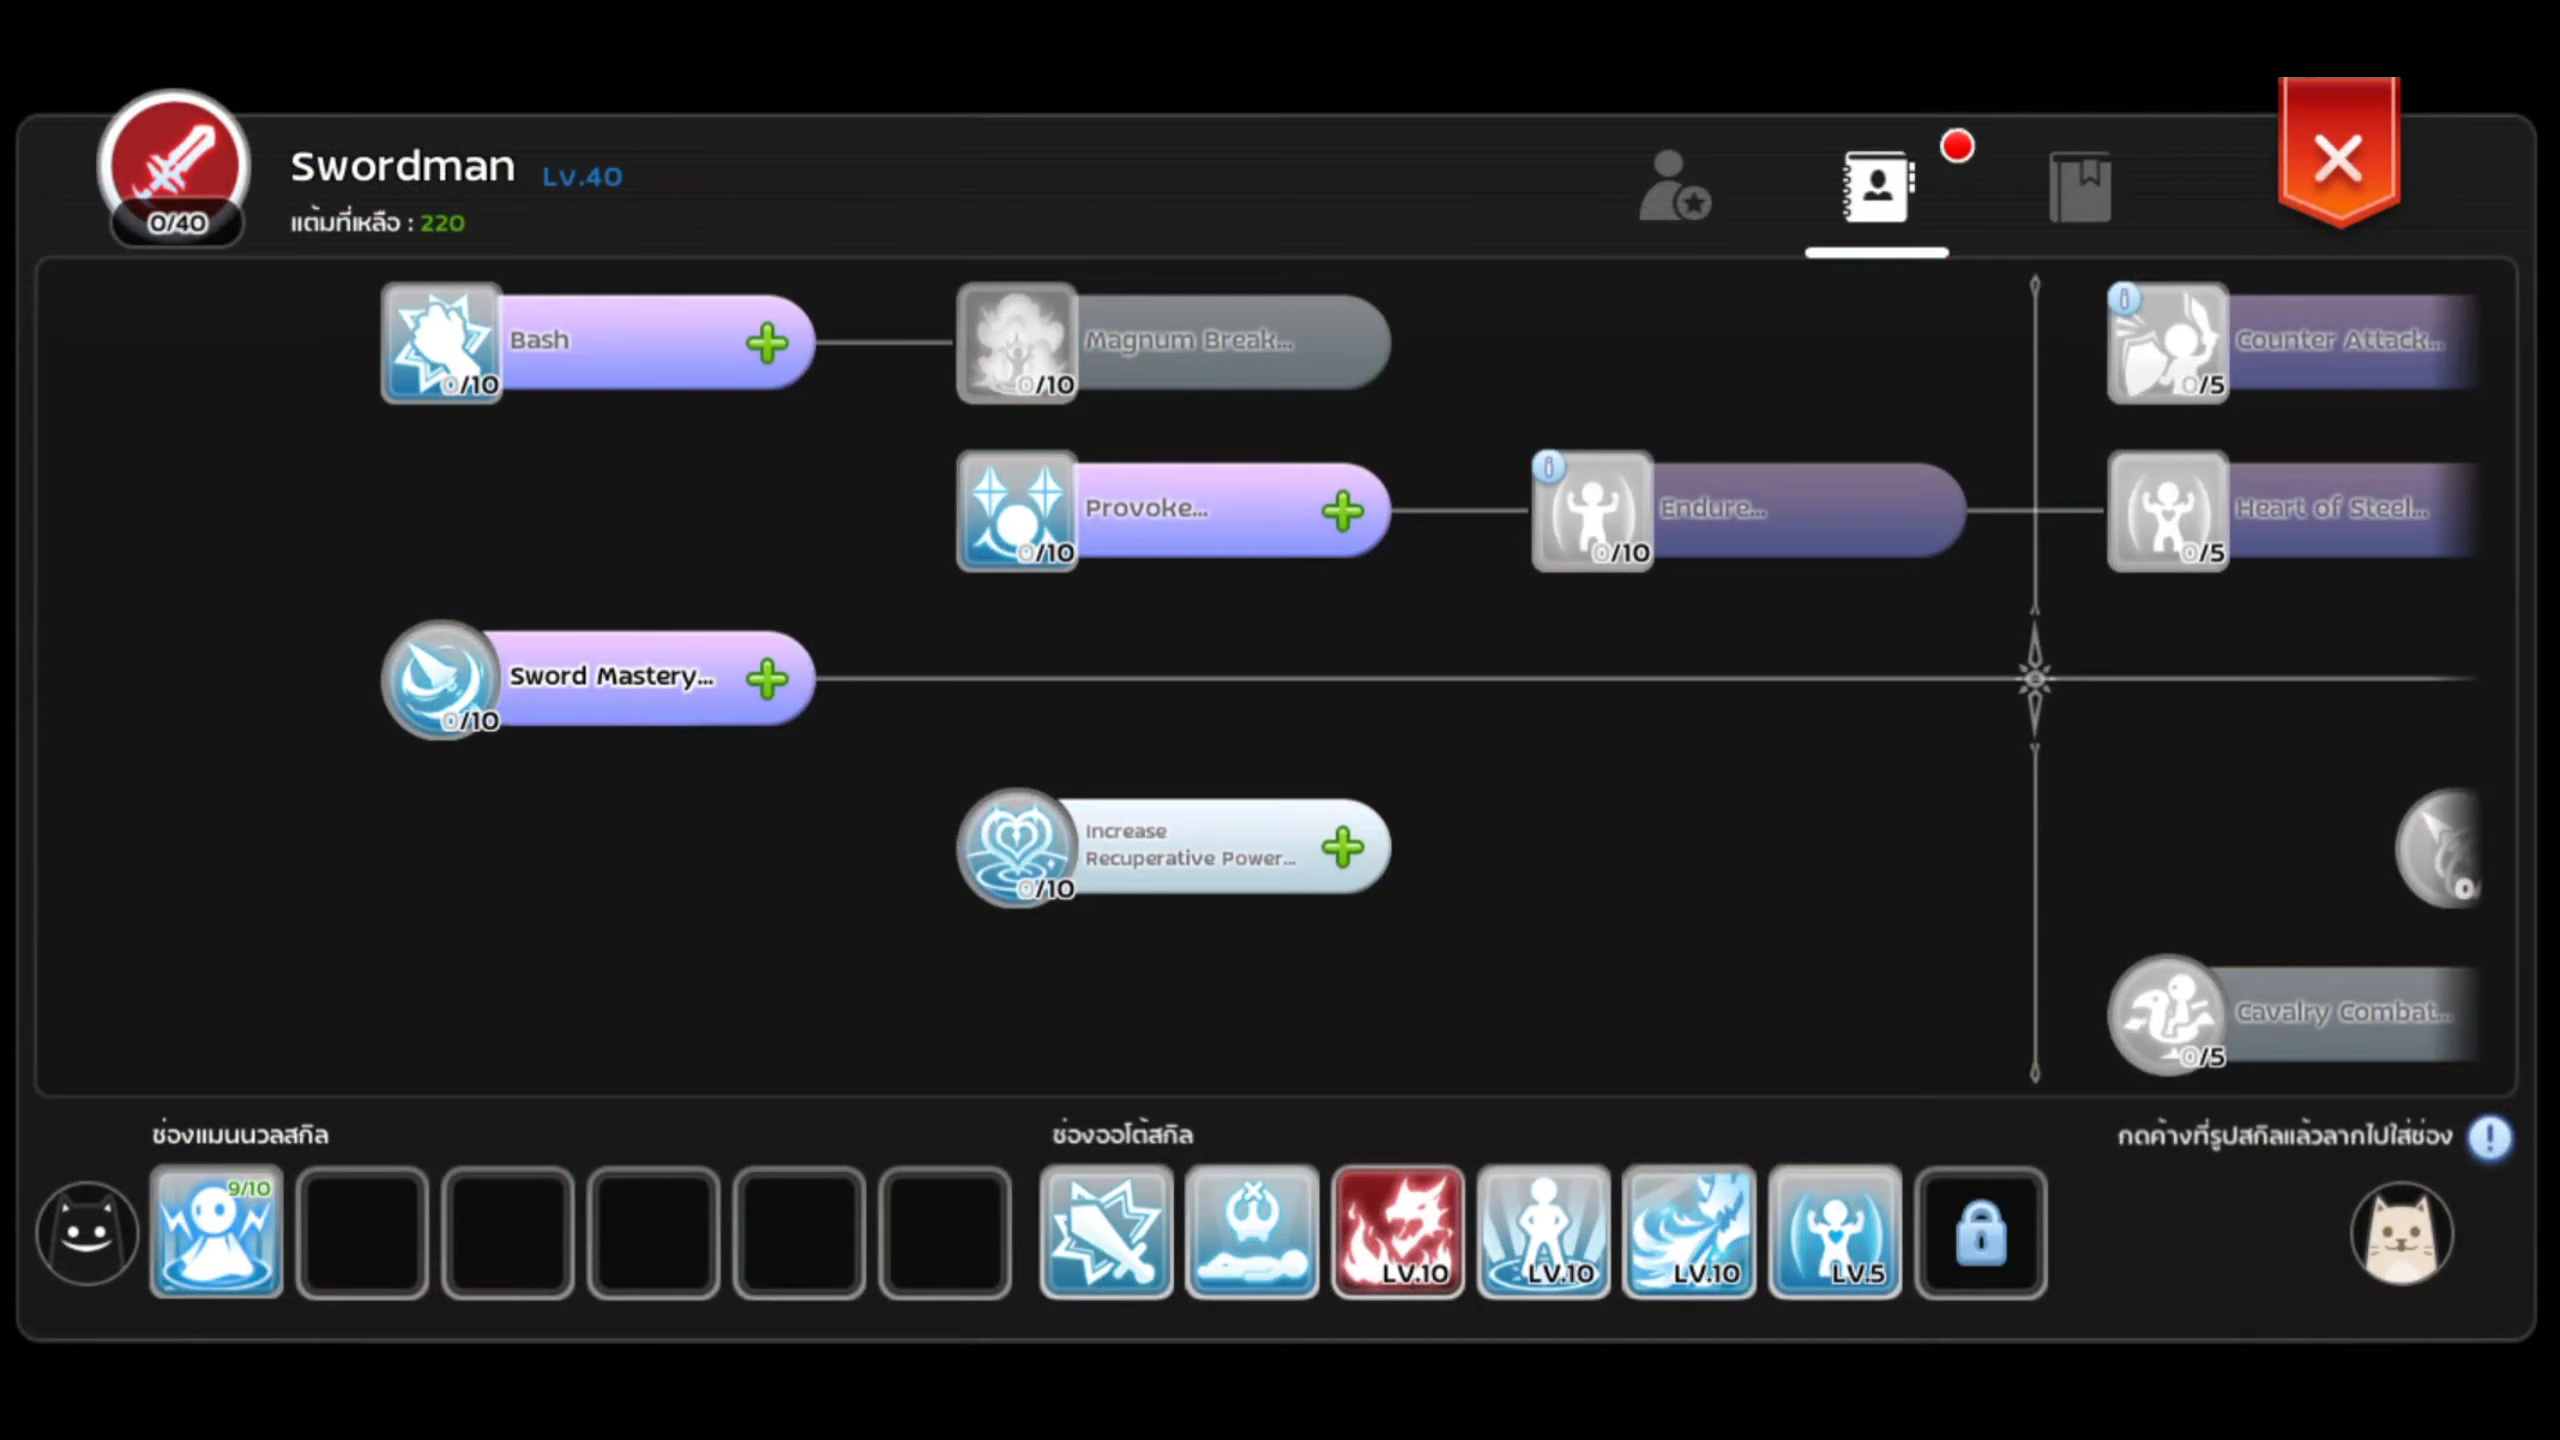 Swordman Lv.40
0/40
แต้มที่เหลือ : 220
Bash
0/10
Magnum Break...
0/10
Counter Attack...
0/5
Provoke...
0/10
Endure...
0/10
Heart of Steel...
0/5
Sword Mastery...
0/10
Increase
Recuperative Power...
0/10
0
Cavalry Combat...
0/5
ช่องแมนนวลสกิล
ช่องออโต้สกิล
กดค้างที่รูปสกิลแล้วลากไปใส่ช่อง
9/10
LV.10
LV.10
LV.10
LV.5